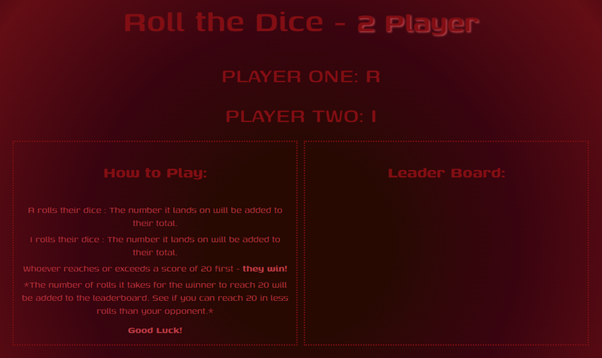 Roll the Dice - 2 Player
PLAYER ONE: R
PLAYER TWO: I
How to Play:
R rolls their dice : The number it lands on will be added to
their total.
I rolls their dice : The number it lands on will be added to
their total.
Whoever reaches or exceeds a score of 20 first - they win!
*The number of rolls it takes for the winner to reach 20 will
be added to the leaderboard. See if you can reach 20 in less
rolls than your opponent.*
Good Luck!
Leader Board: